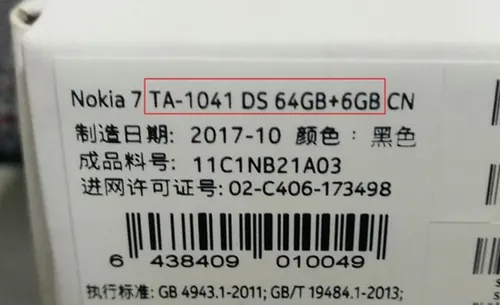 Nokia 7 TA-1041 DS 64GB+6GB CN
制造日期: 2017-10 颜色: 黑色
成品料号: 11C1NB21A03
进网许可证号: 02-C406-173498
6 438409 010049
执行标准: GB 4943.1-2011; GB/T 19484.1-2013;